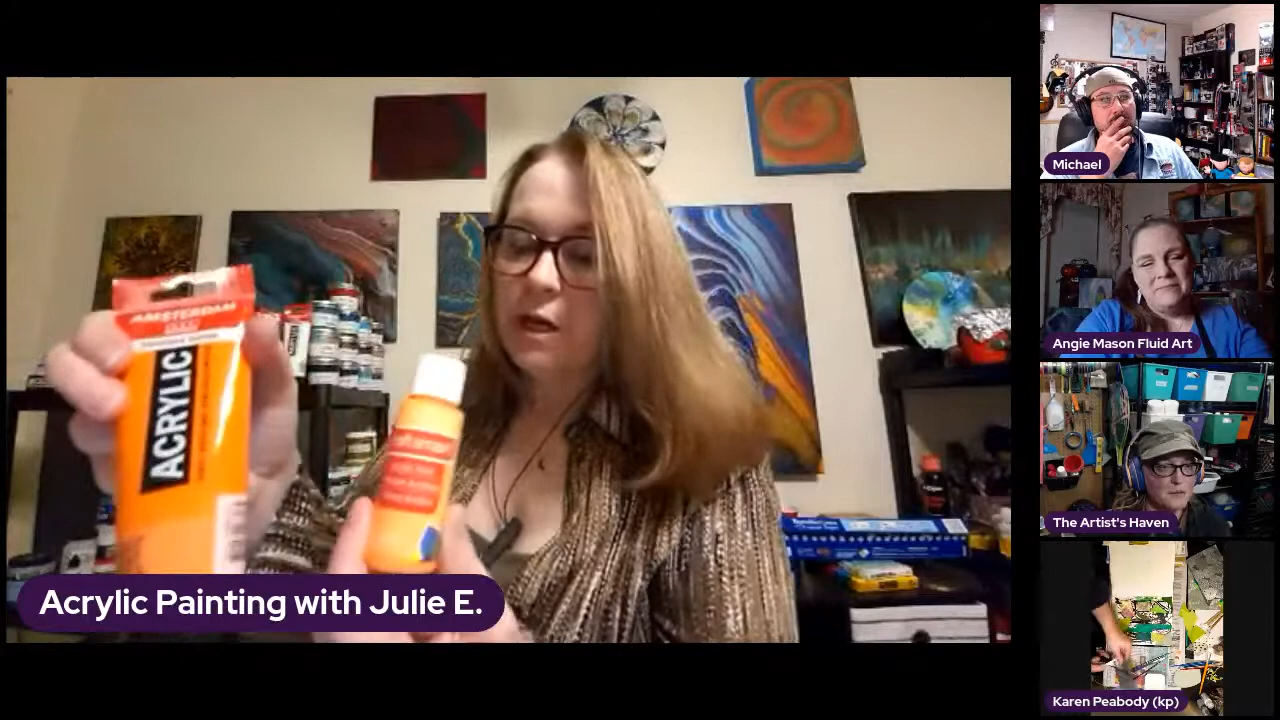 AMSTERDAM
ACRYLIC
Acrylic Painting with Julie E.
Michael
Angie Mason Fluid Art
The Artist's Haven
Karen Peabody (kp)